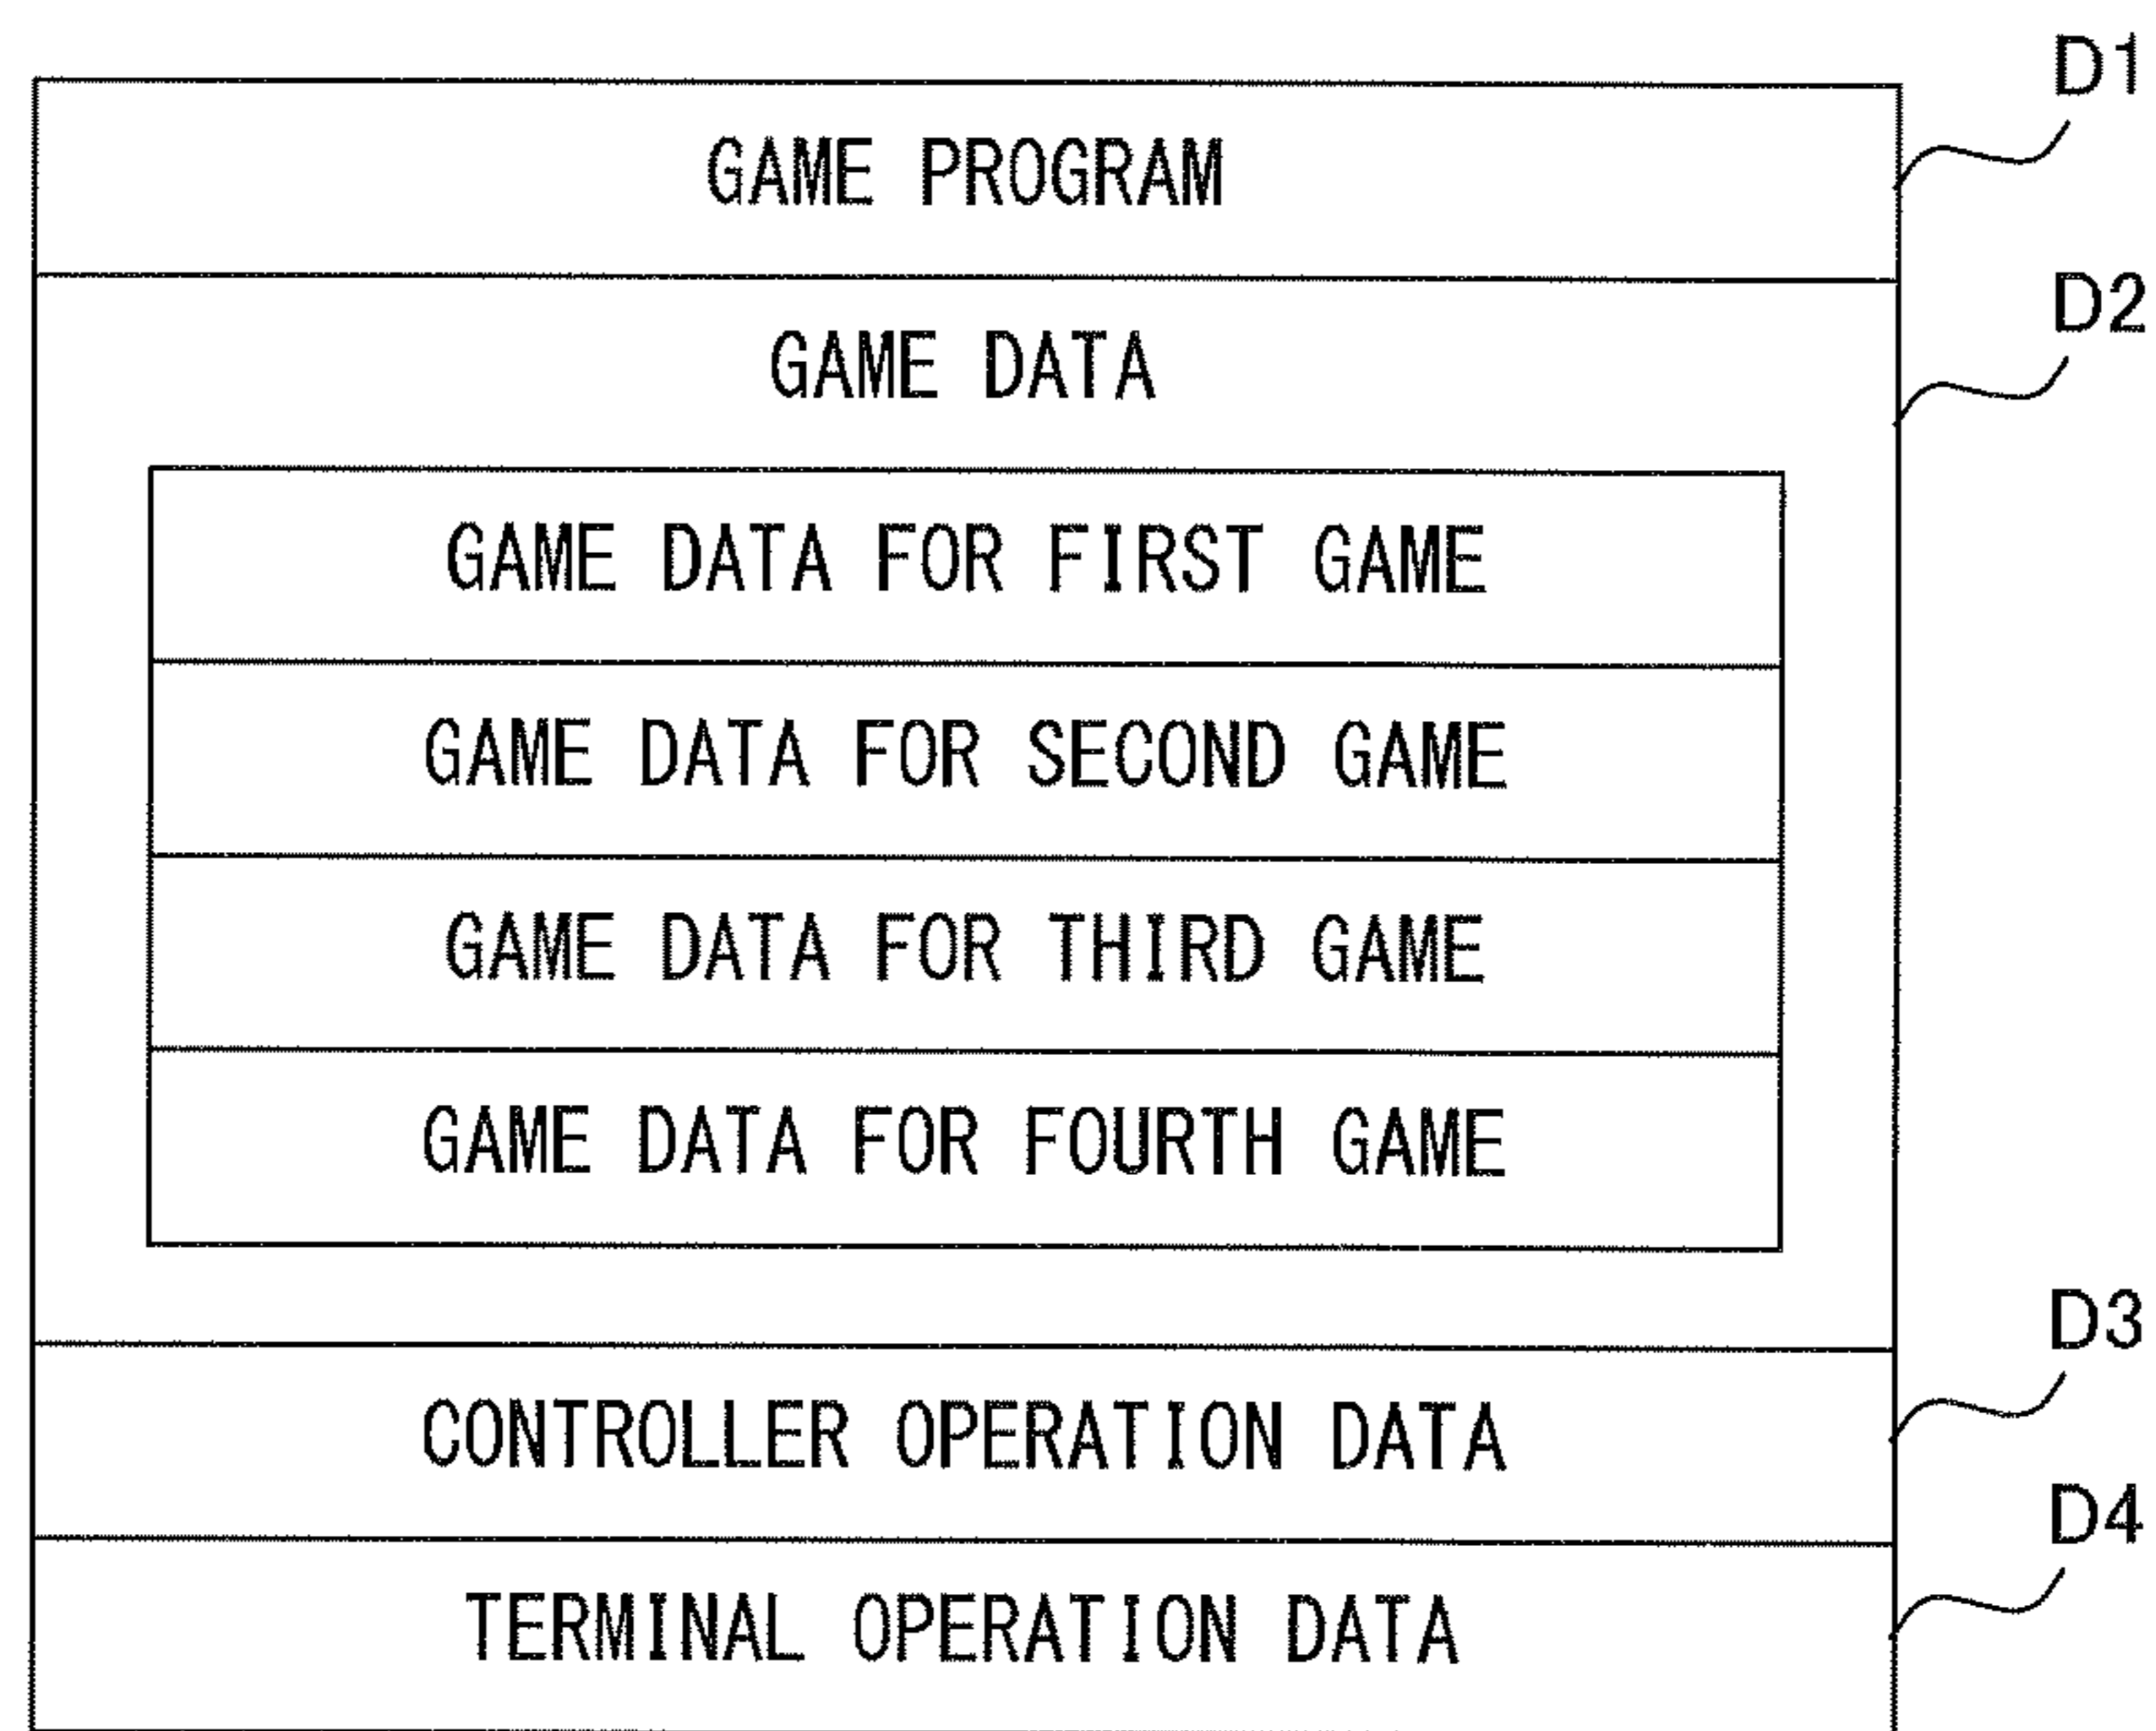 D1
GAME PROGRAM
D2
GAME DATA
GAME DATA FOR FIRST GAME
GAME DATA FOR SECOND GAME
GAME DATA FOR THIRD GAME
GAME DATA FOR FOURTH GAME
D3
CONTROLLER OPERATION DATA
D4
TERMINAL OPERATION DATA